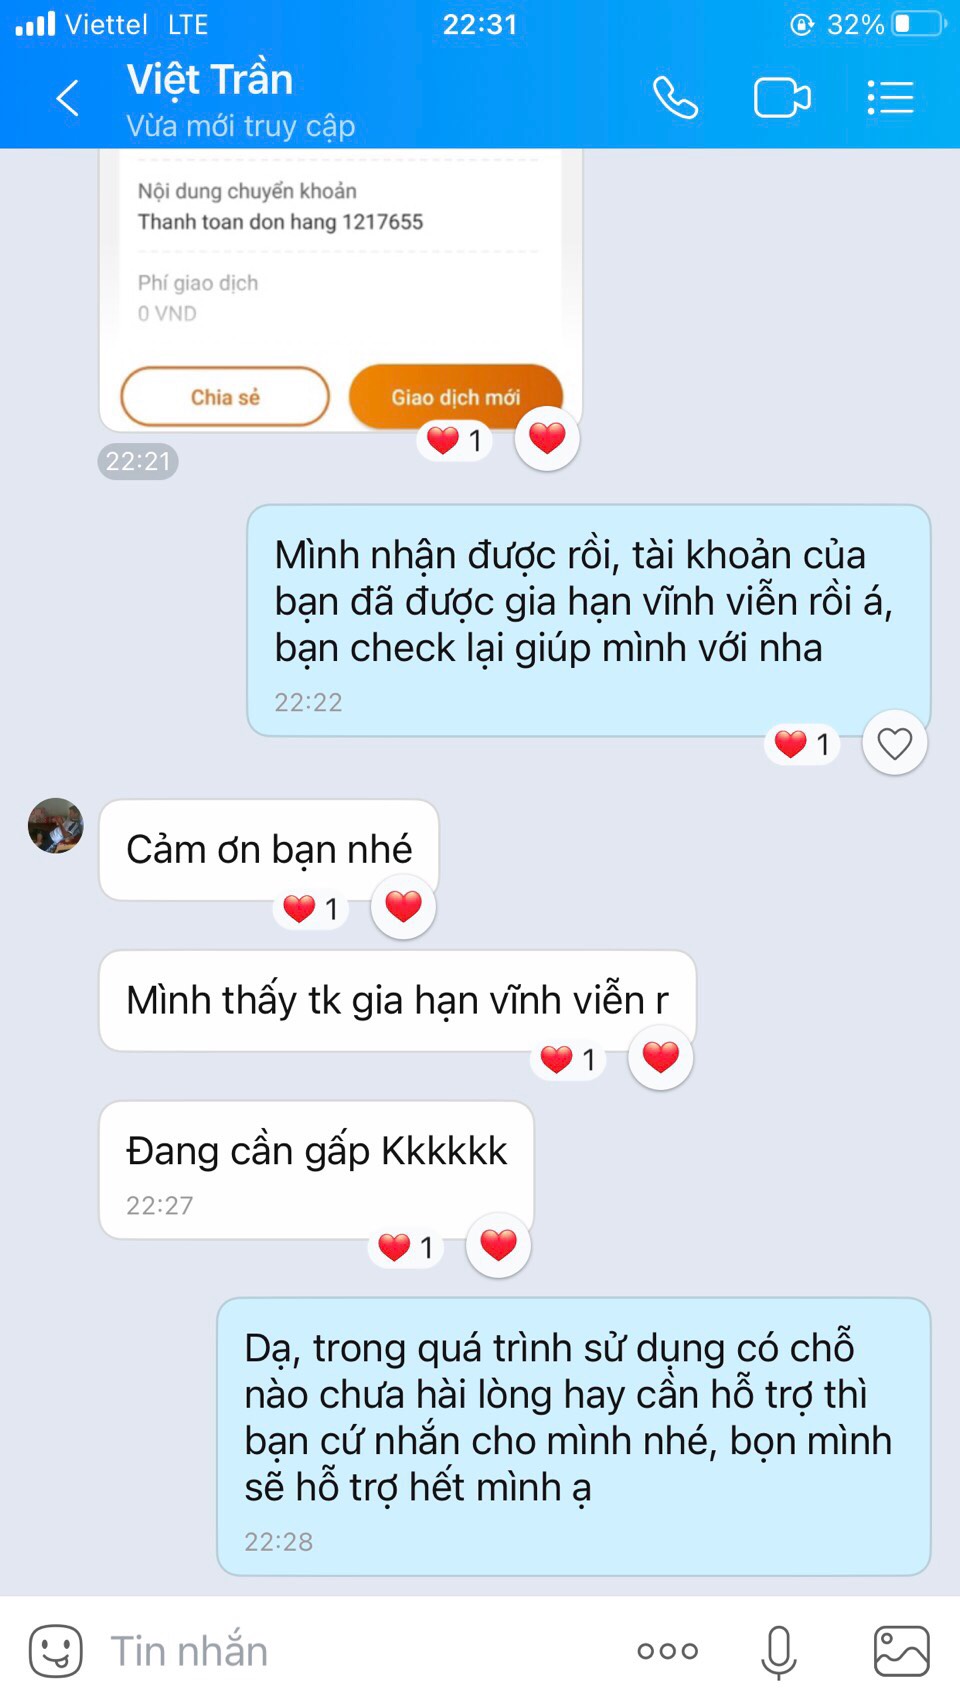 Viettel LTE 22:31 32%
Việt Trần
Vừa mới truy cập
Nội dung chuyển khoản
Thanh toan don hang 1217655
Phí giao dịch
0 VND
Chia sẻ Giao dịch mới
1
22:21
Mình nhận được rồi, tài khoản của
bạn đã được gia hạn vĩnh viễn rồi á,
bạn check lại giúp mình với nha
22:22
1
Cảm ơn bạn nhé
1
Mình thấy tk gia hạn vĩnh viễn r
1
Đang cần gấp Kkkkkk
22:27
1
Dạ, trong quá trình sử dụng có chỗ
nào chưa hài lòng hay cần hỗ trợ thì
bạn cứ nhắn cho mình nhé, bọn mình
sẽ hỗ trợ hết mình ạ
22:28
Tin nhắn